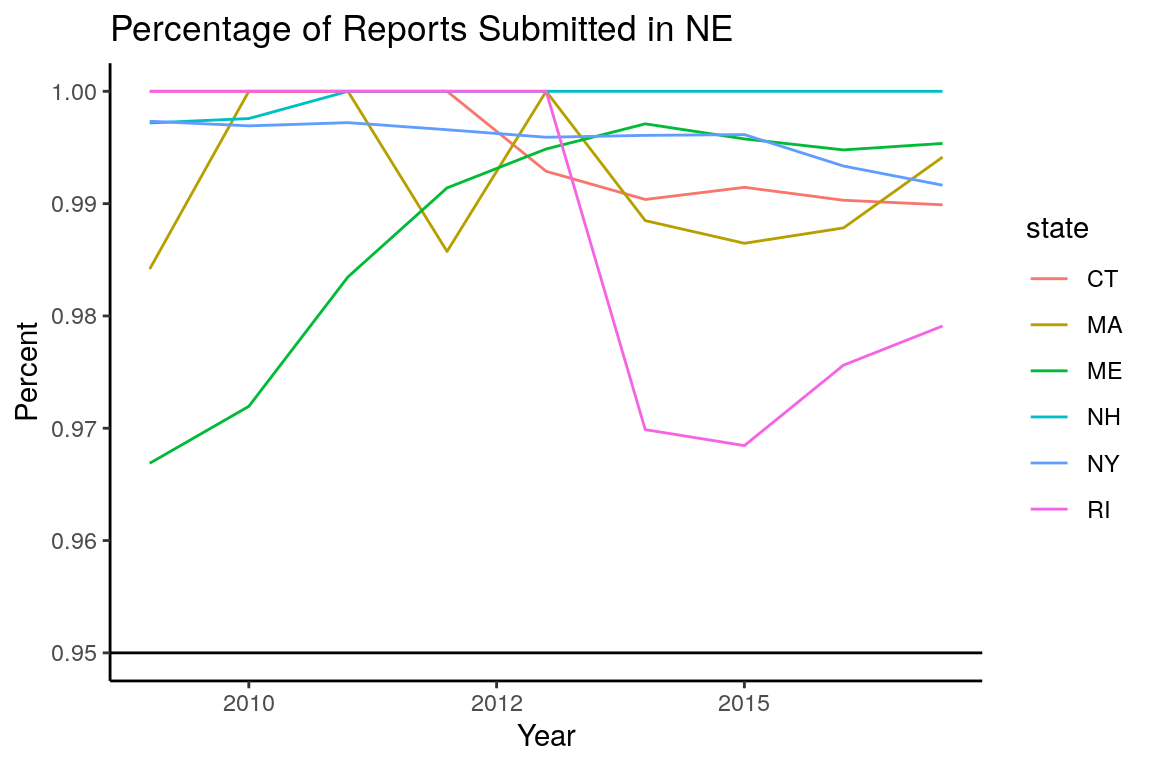 Percentage of Reports Submitted in NE
Percent
1.00
0.99
0.98
0.97
0.96
0.95
2010 2012 2015
Year
state
CT
MA
ME
NH
NY
RI